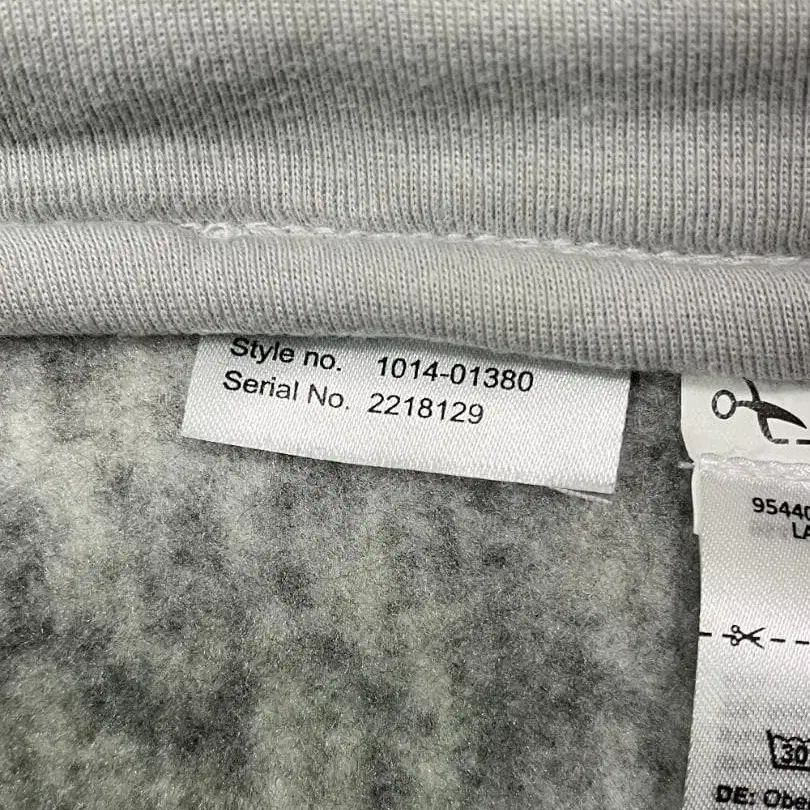 Style no. 1014-01380
Serial No. 2218129
30
DE: